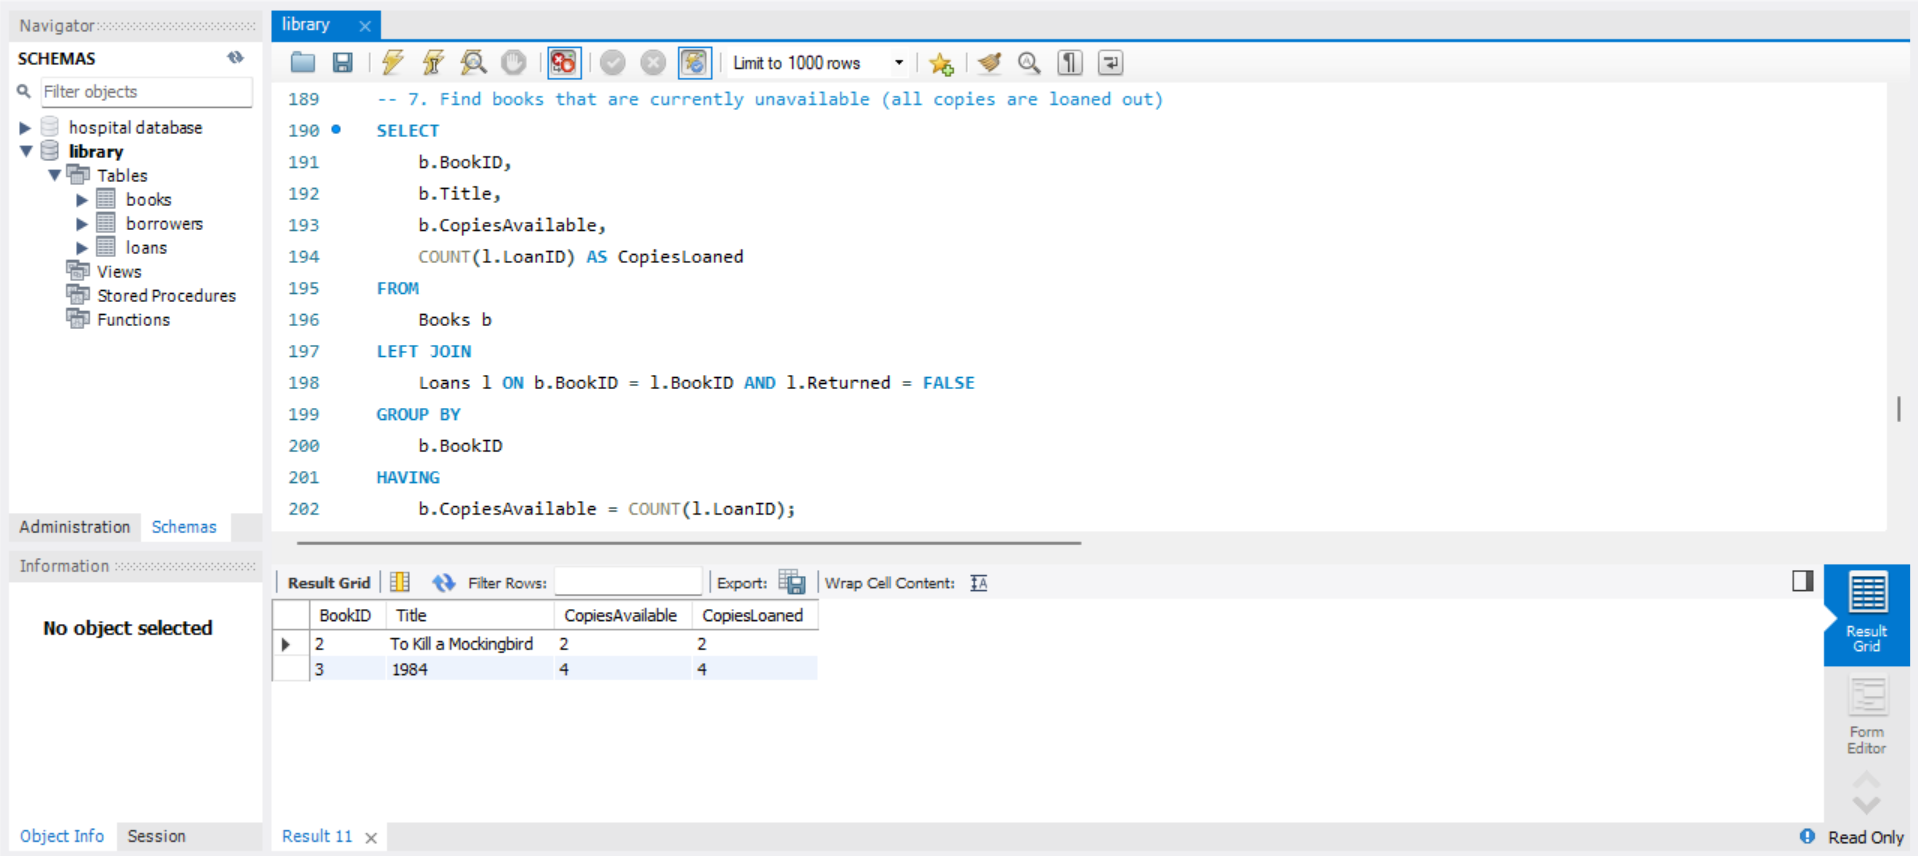 Navigator
SCHEMAS
Filter objects
hospital database
library
Tables
books
borrowers
loans
Views
Stored Procedures
Functions
Administration Schemas
Information
No object selected
Object Info Session
library
Limit to 1000 rows
189 -- 7. Find books that are currently unavailable (all copies are loaned out)
190 SELECT
191 b.BookID,
192 b.Title,
193 b.CopiesAvailable,
194 COUNT(l.LoanID) AS CopiesLoaned
195 FROM
196 Books b
197 LEFT JOIN
198 Loans l ON b.BookID = l.BookID AND l.Returned = FALSE
199 GROUP BY
200 b.BookID
201 HAVING
202 b.CopiesAvailable = COUNT(l.LoanID);
Result Grid Filter Rows: Export: Wrap Cell Content:
BookID Title CopiesAvailable CopiesLoaned
2 To Kill a Mockingbird 2 2
3 1984 4 4
Result
Grid
Form
Editor
Result 11
Read Only